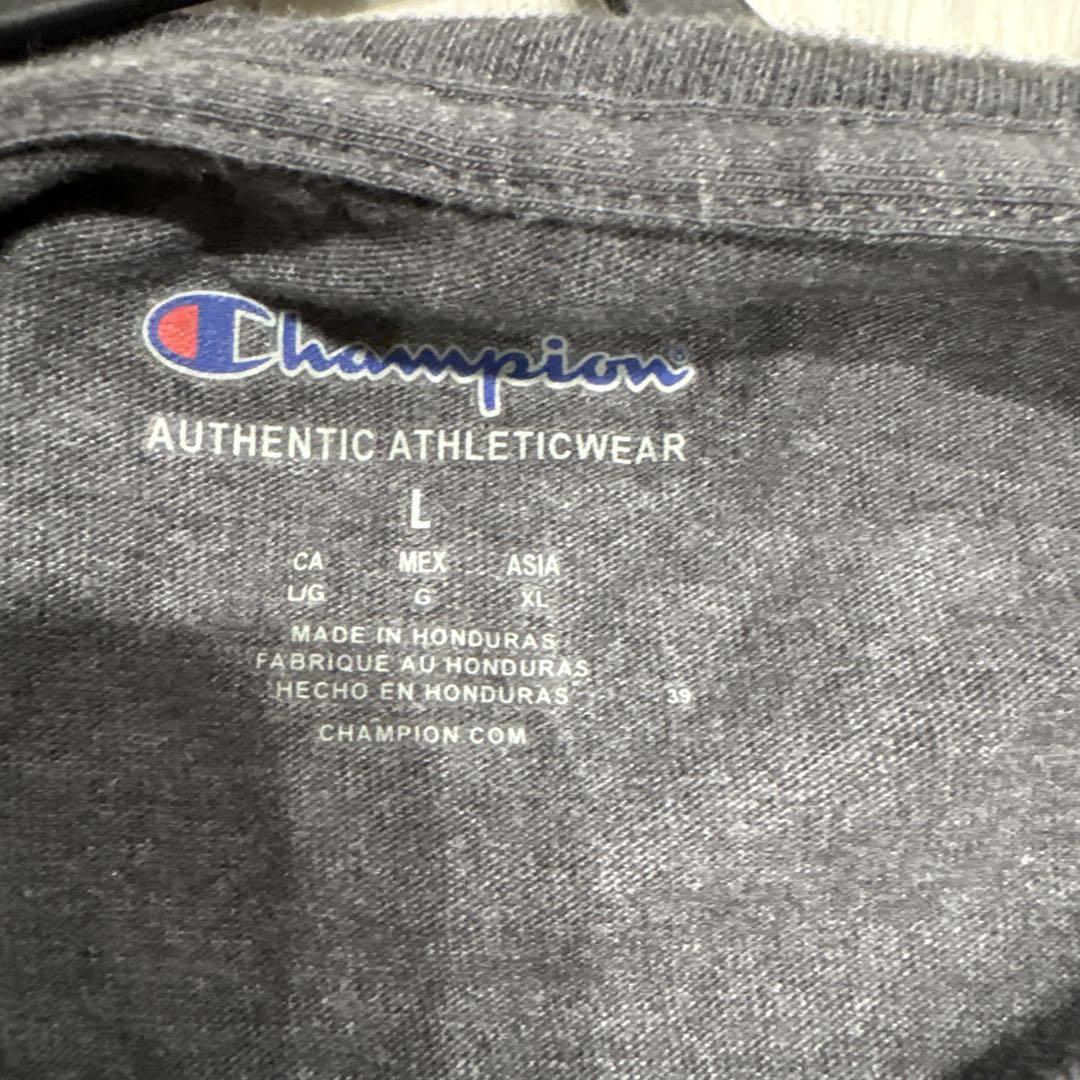 Champion®
AUTHENTIC ATHLETICWEAR
L
CA MEX ASIA
L/G G XL
MADE IN HONDURAS
FABRIQUE AU HONDURAS
HECHO EN HONDURAS 39
CHAMPION.COM